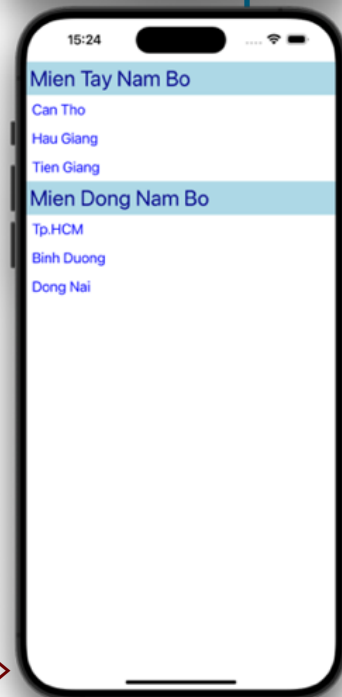 15:24
Mien Tay Nam Bo
Can Tho
Hau Giang
Tien Giang
Mien Dong Nam Bo
Tp.HCM
Binh Duong
Dong Nai